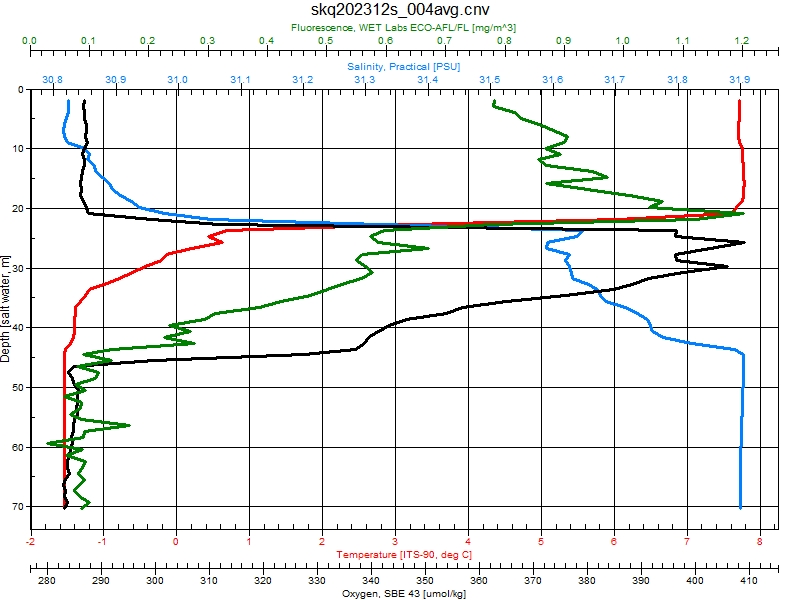 skq202312s_004avg.cnv
Fluorescence, WET Labs ECO-AFL/FL [mg/m^3]
0.0 0.1 0.2 0.3 0.4 0.5 0.6 0.7 0.8 0.9 1.0 1.1 1.2
Salinity, Practical [PSU]
30.8 30.9 31.0 31.1 31.2 31.3 31.4 31.5 31.6 31.7 31.8 31.9
0
10
20
30
40
50
60
70
Depth [salt water, m]
-2 -1 0 1 2 3 4 5 6 7 8
Temperature [ITS-90, deg C]
280 290 300 310 320 330 340 350 360 370 380 390 400 410
Oxygen, SBE 43 [umol/kg]